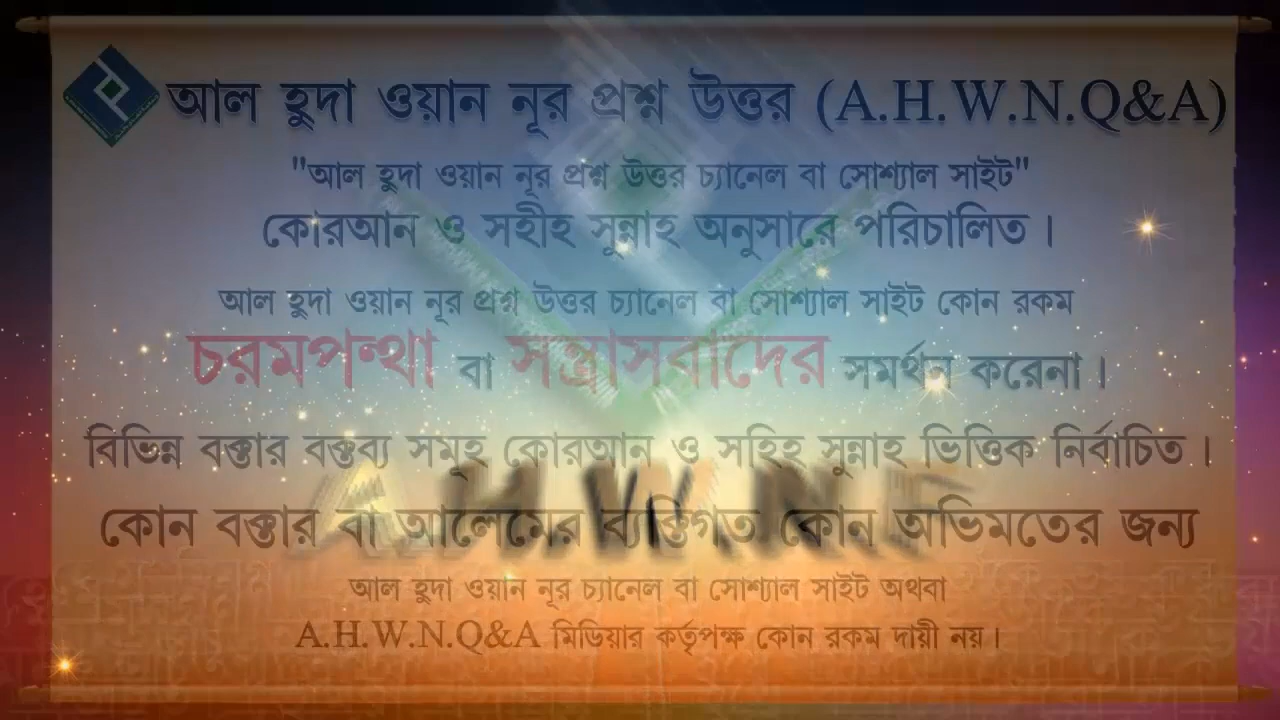 আল হুদা ওয়ান নূর প্রশ্ন উত্তর (A.H.W.N.Q&A)
"আল হুদা ওয়ান নূর প্রশ্ন উত্তর চ্যানেল বা সোশ্যাল সাইট"
কোরআন ও সহীহ সুন্নাহ অনুসারে পরিচালিত।
আল হুদা ওয়ান নূর প্রশ্ন উত্তর চ্যানেল বা সোশ্যাল সাইট কোন রকম
চরমপন্থা বা সন্ত্রাসবাদের সমর্থন করেনা।
বিভিন্ন বক্তার বক্তব্য সমূহ কোরআন ও সহিহ সুন্নাহ ভিত্তিক নির্বাচিত।
A.H.W.N.F
কোন বক্তার বা আলেমের ব্যক্তিগত কোন অভিমতের জন্য
আল হুদা ওয়ান নূর চ্যানেল বা সোশ্যাল সাইট অথবা
A.H.W.N.Q&A মিডিয়ার কর্তৃপক্ষ কোন রকম দায়ী নয়।